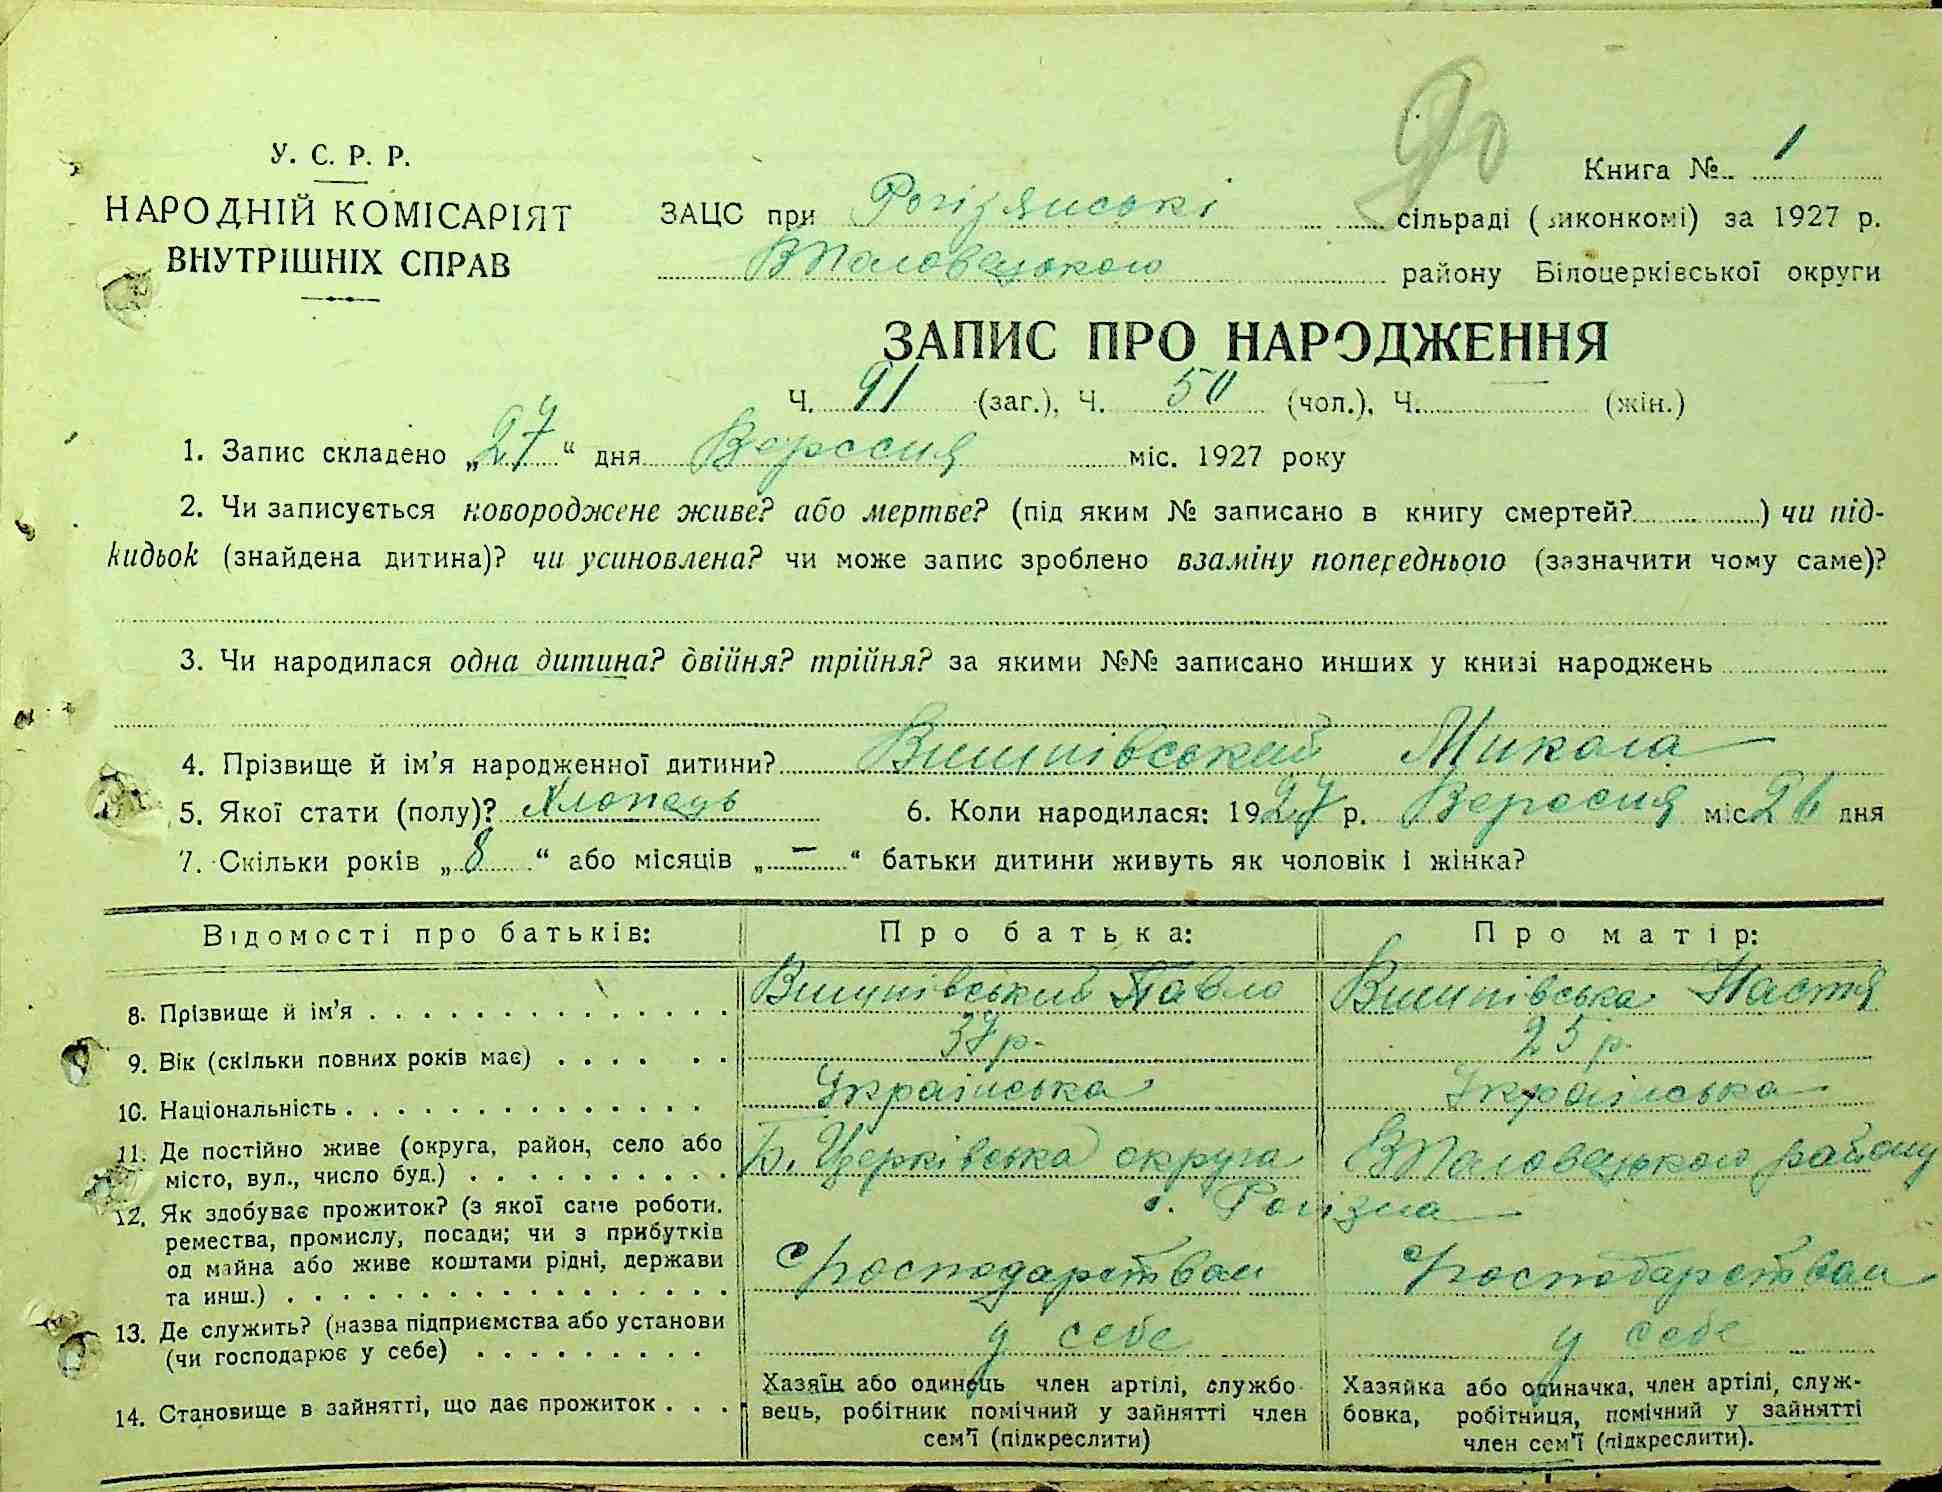 У. С. Р. Р.
НАРОДНІЙ КОМІСАРІЯТ
ВНУТРІШНІХ СПРАВ
Книга № 1
ЗАЦС при Рогізянські сільраді (виконкомі) за 1927 р.
ВПоловецького району Білоцерківської округи
ЗАПИС ПРО НАРОДЖЕННЯ
Ч. 91 (заг.), Ч. 50 (чол.), Ч. (жін.)
1. Запис складено „27“ дня Вересня міс. 1927 року
2. Чи записується новороджене живе? або мертве? (під яким № записано в книгу смертей?) чи під-
кидьок (знайдена дитина)? чи усиновлена? чи може запис зроблено взаміну попереднього (зазначити чому саме)?
3. Чи народилася одна дитина? двійня? трійня? за якими №№ записано инших у книзі народжень
4. Прізвище й ім'я народженної дитини? Вишнівський Микола
5. Якої стати (полу)? Хлопець 6. Коли народилася: 1927 р. Вересня міс 26 дня
7. Скільки років „8“ або місяців „—“ батьки дитини живуть як чоловік і жінка?
Відомості про батьків: Про батька: Про матір:
8. Прізвище й ім'я Вишнівський Павло Вишнівська Настя
9. Вік (скільки повних років має) 37 р. 25 р.
10. Національність Українська Українська
11. Де постійно живе (округа, район, село або
місто, вул., число буд.) Б. Церківська округа ВПоловецького району
с. Рогізна
12. Як здобуває прожиток? (з якої саме роботи.
ремества, промислу, посади; чи з прибутків
од майна або живе коштами рідні, держави
та инш.) Господарством Господарством
13. Де служить? (назва підприємства або установи
(чи господарює у себе) у себе у себе
14. Становище в зайнятті, що дає прожиток
Хазяїн або одинець член артілі, службо-
вець, робітник помічний у зайнятті член
сем'ї (підкреслити)
Хазяйка або одиначка, член артілі, служ-
бовка, робітниця, помічний у зайнятті
член сем'ї (підкреслити).